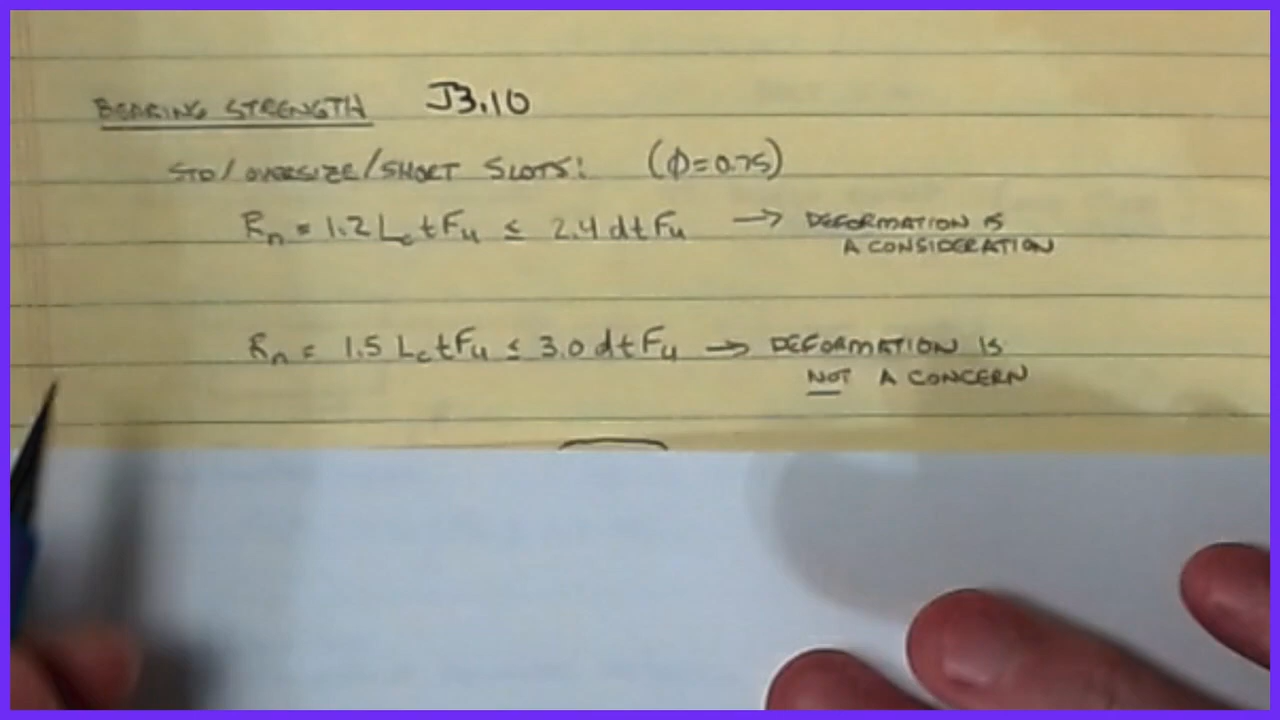 BEARING STRENGTH J3.10
STD/OVERSIZE/SHORT SLOTS: (Φ=0.75)
Rn = 1.2 Lc t Fu ≤ 2.4 d t Fu → DEFORMATION IS
A CONSIDERATION
Rn = 1.5 Lc t Fu ≤ 3.0 d t Fu → DEFORMATION IS
NOT A CONCERN